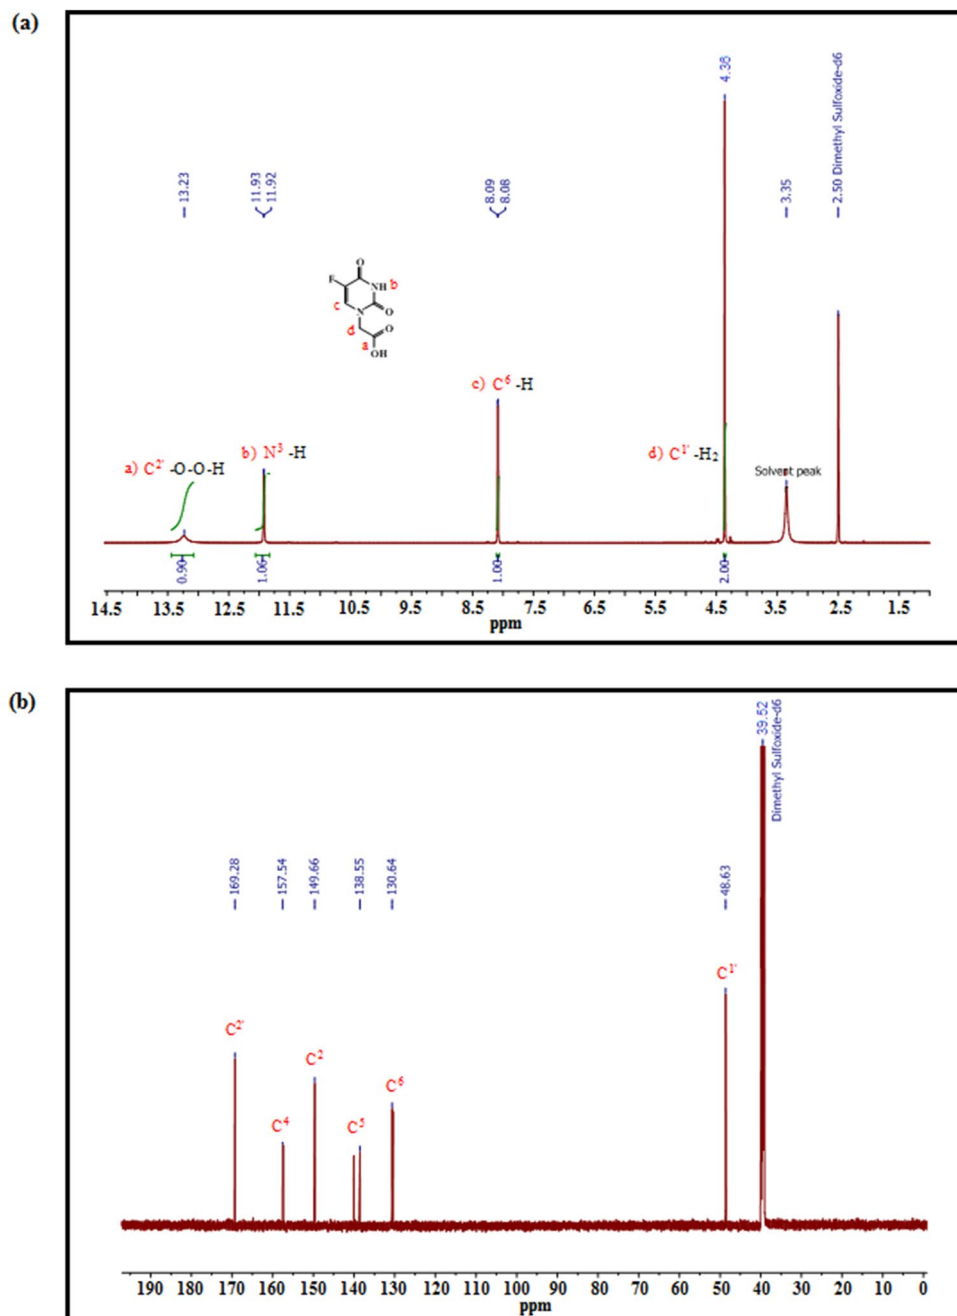 (a)
4.36
2.50 Dimethyl Sulfoxide-d6
13.23
11.93
11.92
8.09
8.08
3.35
O
F
NH b
c
N
O
d
O
a
OH
c) C6 -H
a) C2' -O-O-H
b) N3 -H
d) C1' -H2
Solvent peak
0.90
1.06
1.00
2.00
14.5 13.5 12.5 11.5 10.5 9.5 8.5 7.5 6.5 5.5 4.5 3.5 2.5 1.5
ppm
(b)
39.52
Dimethyl Sulfoxide-d6
169.28
157.54
149.66
138.55
130.64
48.63
C1'
C2'
C2
C6
C4
C5
190 180 170 160 150 140 130 120 110 100 90 80 70 60 50 40 30 20 10 0
ppm